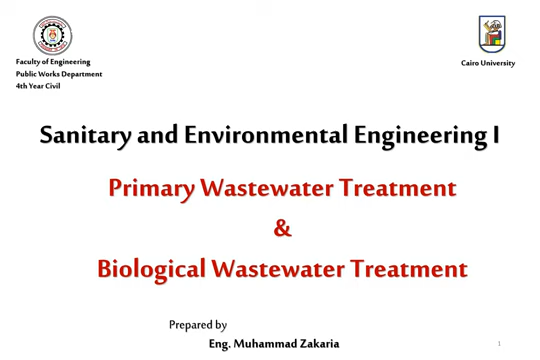 Faculty of Engineering
Public Works Department
4th Year Civil
Cairo University
Sanitary and Environmental Engineering I
Primary Wastewater Treatment
&
Biological Wastewater Treatment
Prepared by
Eng. Muhammad Zakaria
1